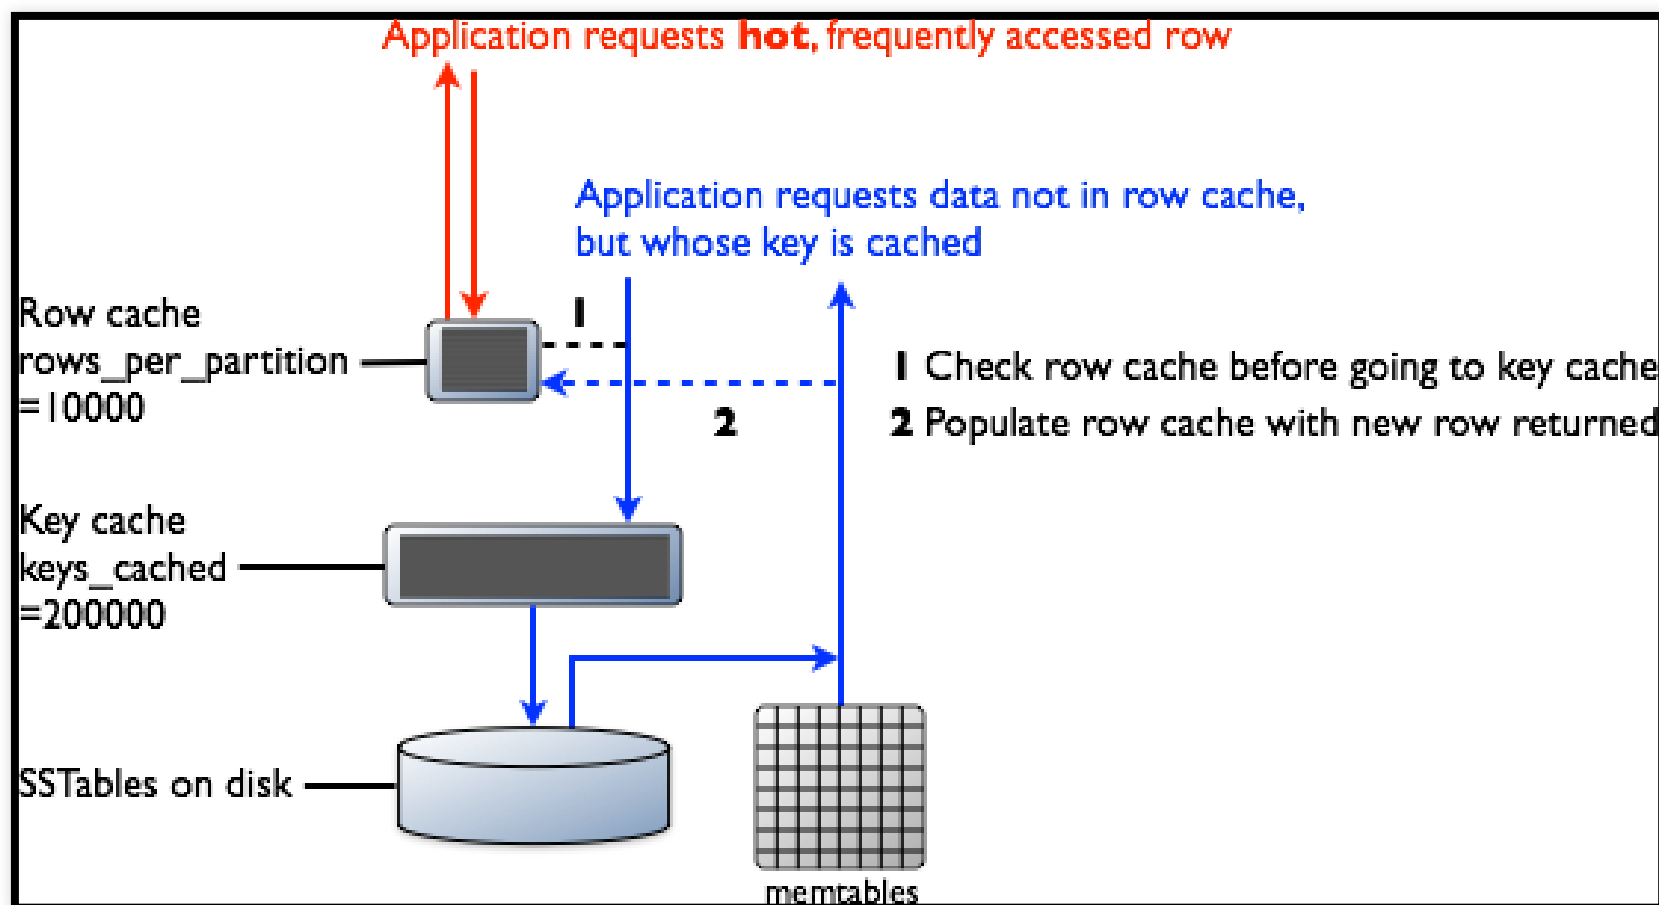 Application requests hot, frequently accessed row
Application requests data not in row cache,
but whose key is cached
Row cache
rows_per_partition
=10000
1
2
1 Check row cache before going to key cache
2 Populate row cache with new row returned
Key cache
keys_cached
=200000
SSTables on disk
memtables